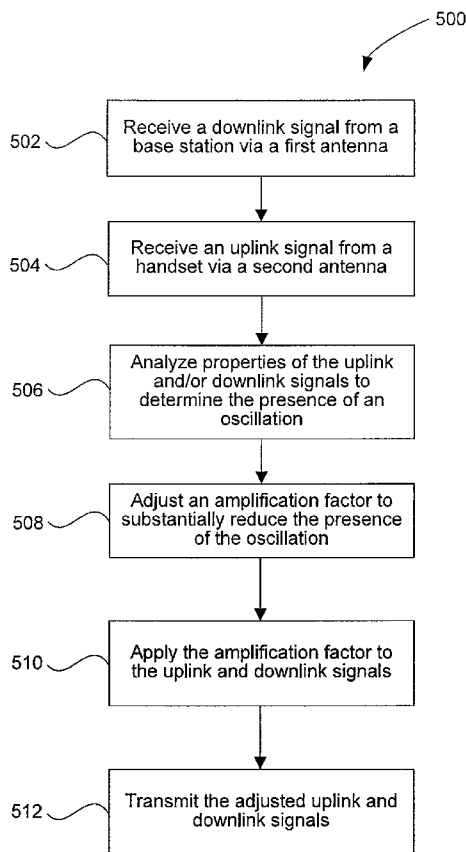 500
502
Receive a downlink signal from a
base station via a first antenna
504
Receive an uplink signal from a
handset via a second antenna
506
Analyze properties of the uplink
and/or downlink signals to
determine the presence of an
oscillation
508
Adjust an amplification factor to
substantially reduce the presence
of the oscillation
510
Apply the amplification factor to
the uplink and downlink signals
512
Transmit the adjusted uplink and
downlink signals